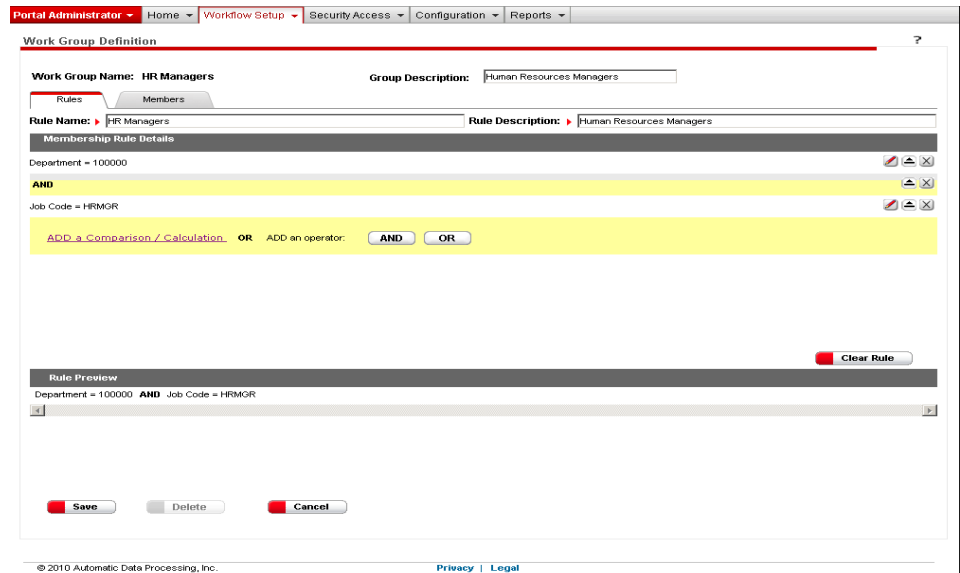 Portal Administrator Home Workflow Setup Security Access Configuration Reports
Work Group Definition ?
Work Group Name: HR Managers Group Description: Human Resources Managers
Rules Members
Rule Name: HR Managers Rule Description: Human Resources Managers
Membership Rule Details
Department = 100000
AND
Job Code = HRMGR
ADD a Comparison / Calculation OR ADD an operator: AND OR
Clear Rule
Rule Preview
Department = 100000 AND Job Code = HRMGR
Save Delete Cancel
© 2010 Automatic Data Processing, Inc. Privacy | Legal